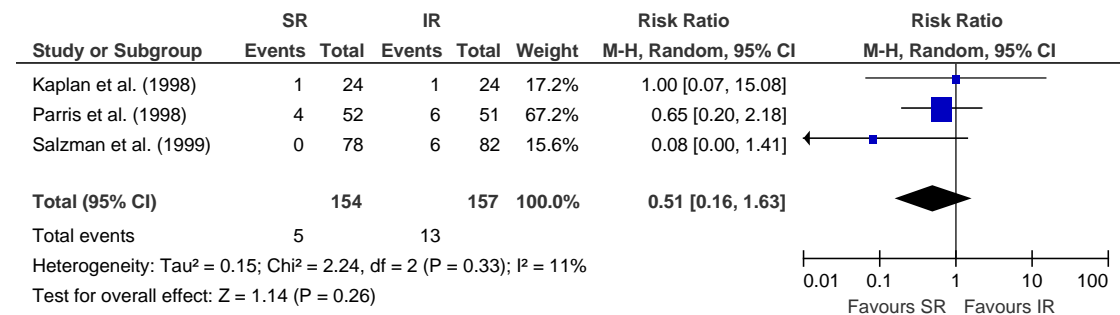 SR IR Risk Ratio Risk Ratio
Study or Subgroup Events Total Events Total Weight M-H, Random, 95% CI M-H, Random, 95% CI
Kaplan et al. (1998) 1 24 1 24 17.2% 1.00 [0.07, 15.08]
Parris et al. (1998) 4 52 6 51 67.2% 0.65 [0.20, 2.18]
Salzman et al. (1999) 0 78 6 82 15.6% 0.08 [0.00, 1.41]
Total (95% CI) 154 157 100.0% 0.51 [0.16, 1.63]
Total events 5 13
Heterogeneity: Tau² = 0.15; Chi² = 2.24, df = 2 (P = 0.33); I² = 11%
Test for overall effect: Z = 1.14 (P = 0.26)
0.01 0.1 1 10 100
Favours SR Favours IR